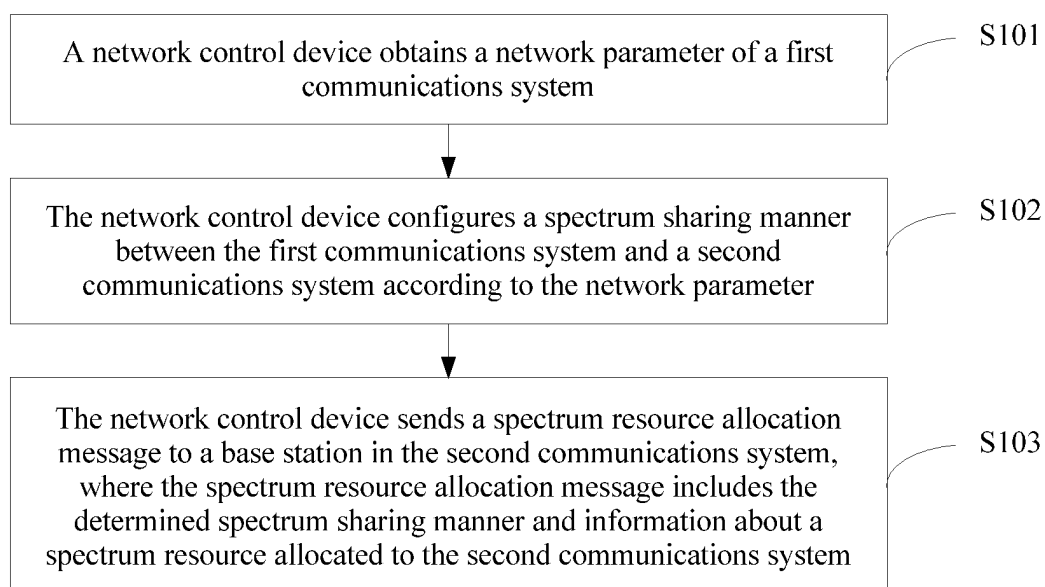 A network control device obtains a network parameter of a first
communications system
S101
The network control device configures a spectrum sharing manner
between the first communications system and a second
communications system according to the network parameter
S102
The network control device sends a spectrum resource allocation
message to a base station in the second communications system,
where the spectrum resource allocation message includes the
determined spectrum sharing manner and information about a
spectrum resource allocated to the second communications system
S103